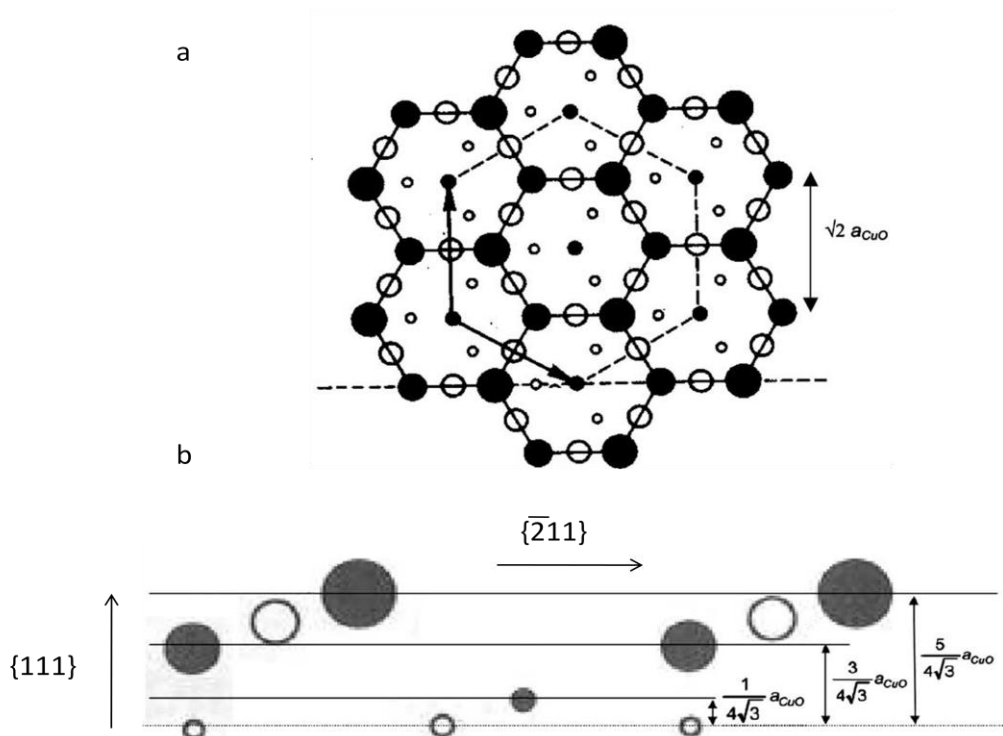 a
√2 a_CuO
b
{2̅11}
{111}
1/4√3 a_CuO
3/4√3 a_CuO
5/4√3 a_CuO